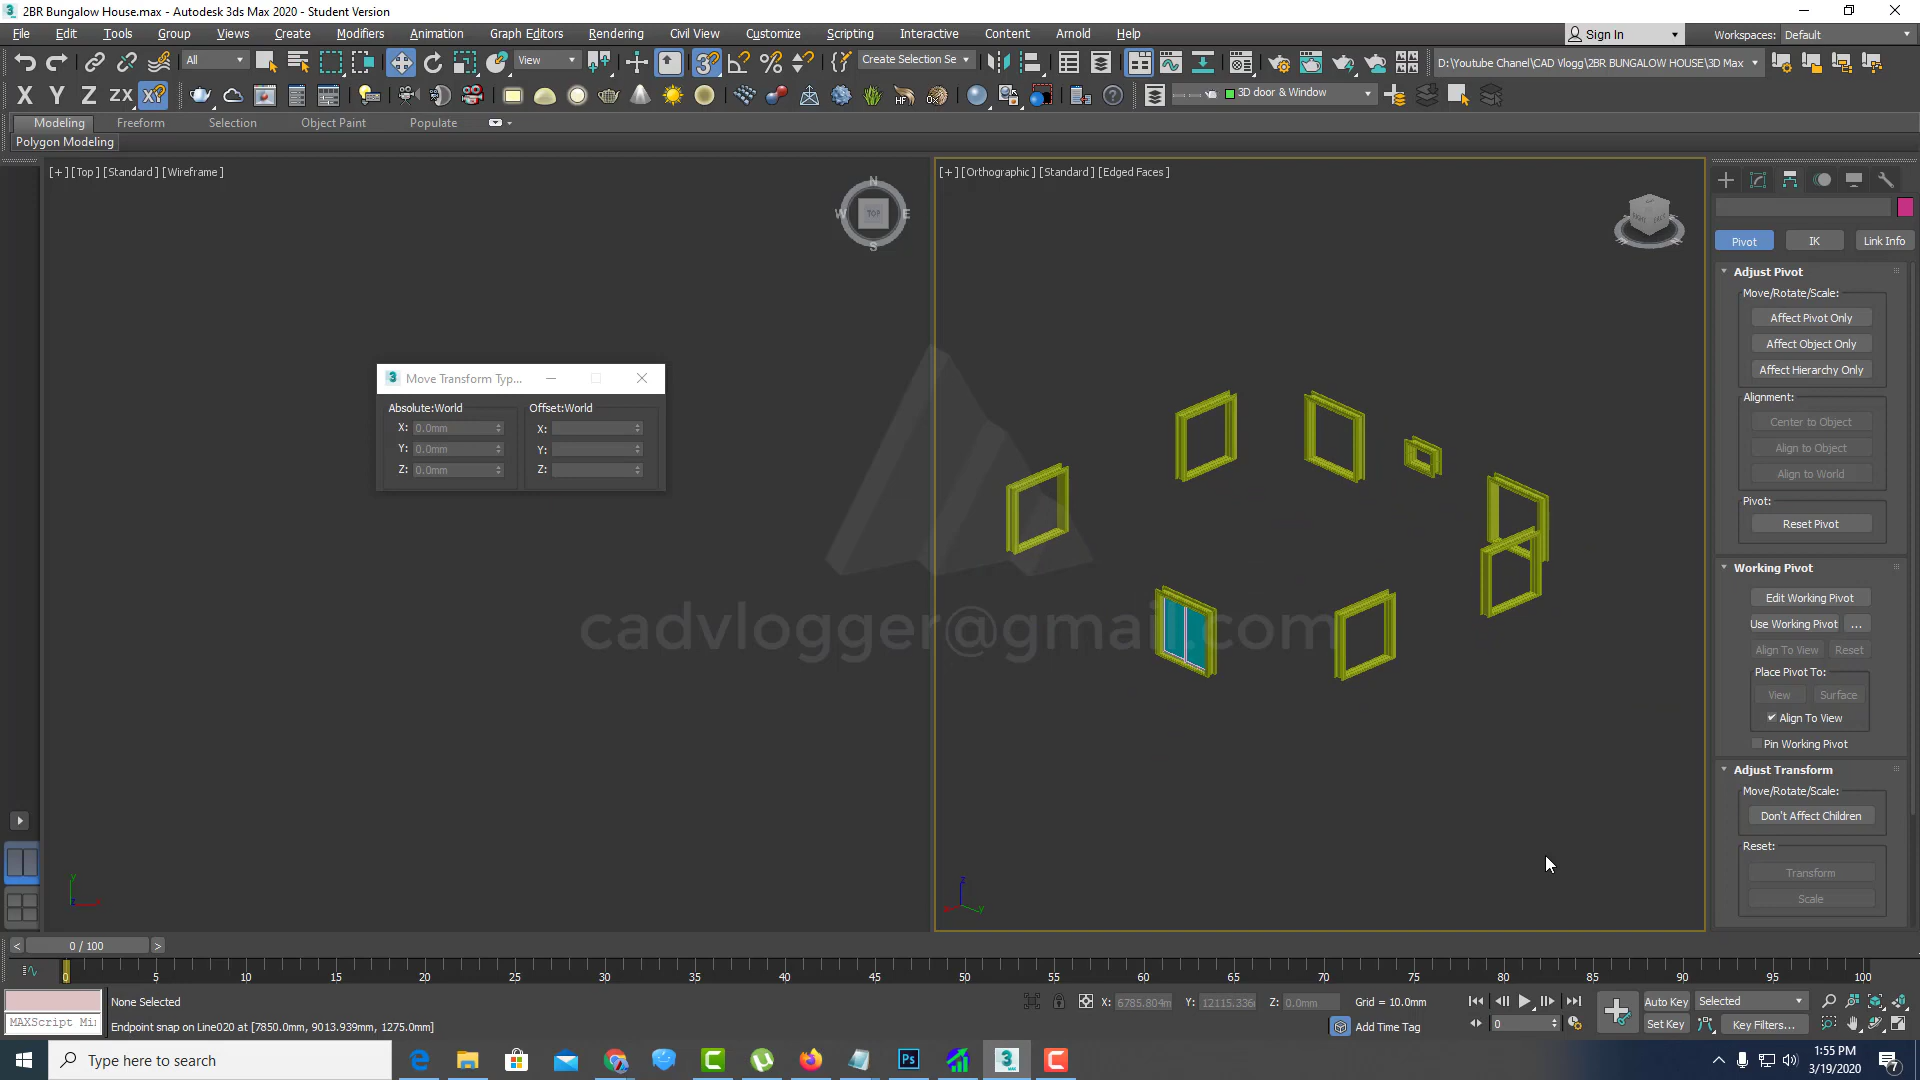 2BR Bungalow House.max - Autodesk 3ds Max 2020 - Student Version
File Edit Tools Group Views Create Modifiers Animation Graph Editors Rendering Civil View Customize Scripting Interactive Content Arnold Help Sign In Workspaces: Default
All View Create Selection Se D:\Youtube Chanel\CAD Vlogg\2BR BUNGALOW HOUSE\3D Max
X Y Z ZX XY 3D door & Window
Modeling Freeform Selection Object Paint Populate
Polygon Modeling
[+] [Top] [Standard] [Wireframe]
[+] [Orthographic] [Standard] [Edged Faces]
N
W TOP E
S
Pivot IK Link Info
Adjust Pivot
Move/Rotate/Scale:
Affect Pivot Only
Affect Object Only
Affect Hierarchy Only
Alignment:
Center to Object
Align to Object
Align to World
Pivot:
Reset Pivot
Working Pivot
Edit Working Pivot
Use Working Pivot ...
Align To View Reset
Place Pivot To:
View Surface
Align To View
Pin Working Pivot
Adjust Transform
Move/Rotate/Scale:
Don't Affect Children
Reset:
Transform
Scale
3 Move Transform Typ...
Absolute:World Offset:World
X: 0.0mm X:
Y: 0.0mm Y:
Z: 0.0mm Z:
cadvlogger@gmail.com
< 0 / 100 >
0 5 10 15 20 25 30 35 40 45 50 55 60 65 70 75 80 85 90 95 100
None Selected X: 6785.804m Y: 12115.336 Z: 0.0mm Grid = 10.0mm Auto Key Selected
MAXScript Mi
Endpoint snap on Line020 at [7850.0mm, 9013.939mm, 1275.0mm] Add Time Tag 0 Set Key Key Filters...
Type here to search
Ps
3
1:55 PM
3/19/2020
7